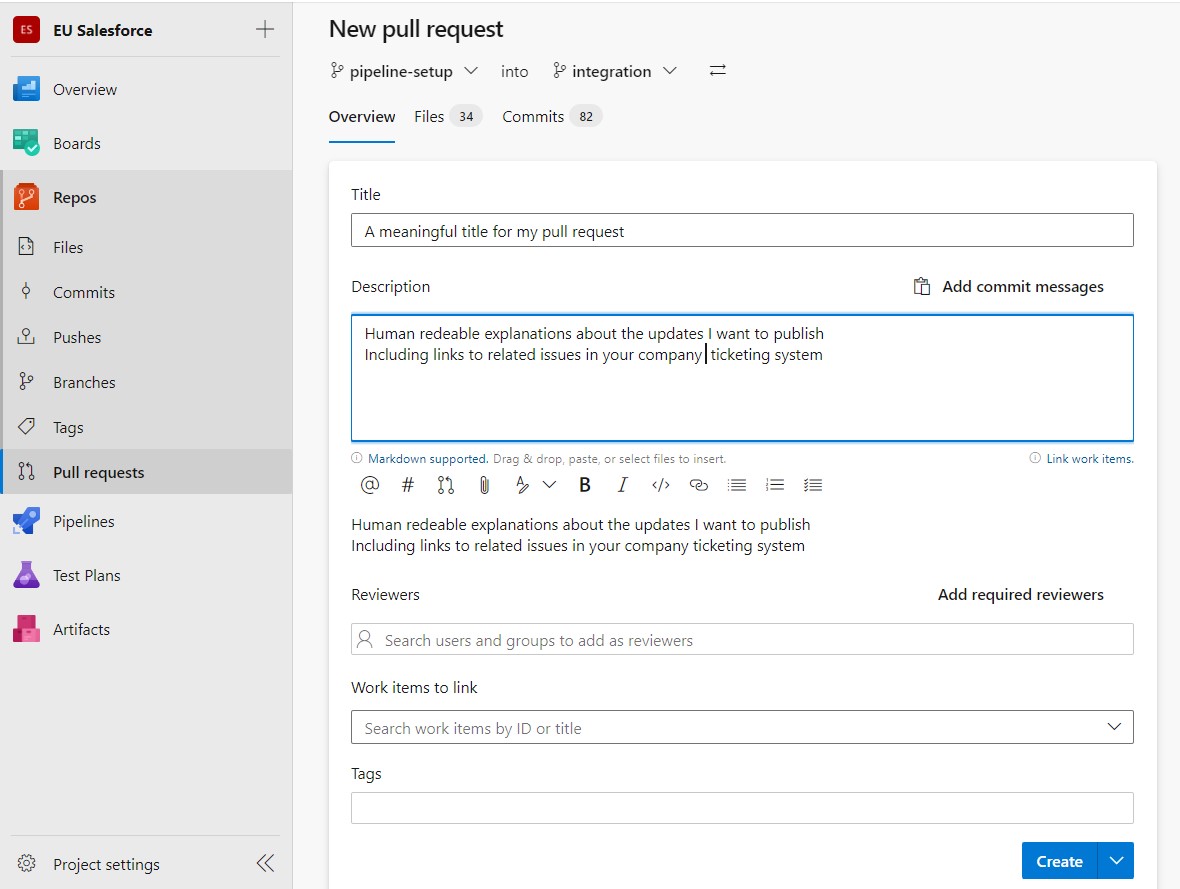 ES EU Salesforce
Overview
Boards
Repos
Files
Commits
Pushes
Branches
Tags
Pull requests
Pipelines
Test Plans
Artifacts
Project settings
New pull request
pipeline-setup into integration
Overview Files 34 Commits 82
Title
A meaningful title for my pull request
Description Add commit messages
Human redeable explanations about the updates I want to publish
Including links to related issues in your company ticketing system
Markdown supported. Drag & drop, paste, or select files to insert. Link work items.
@ # B I </>
Human redeable explanations about the updates I want to publish
Including links to related issues in your company ticketing system
Reviewers Add required reviewers
Search users and groups to add as reviewers
Work items to link
Search work items by ID or title
Tags
Create